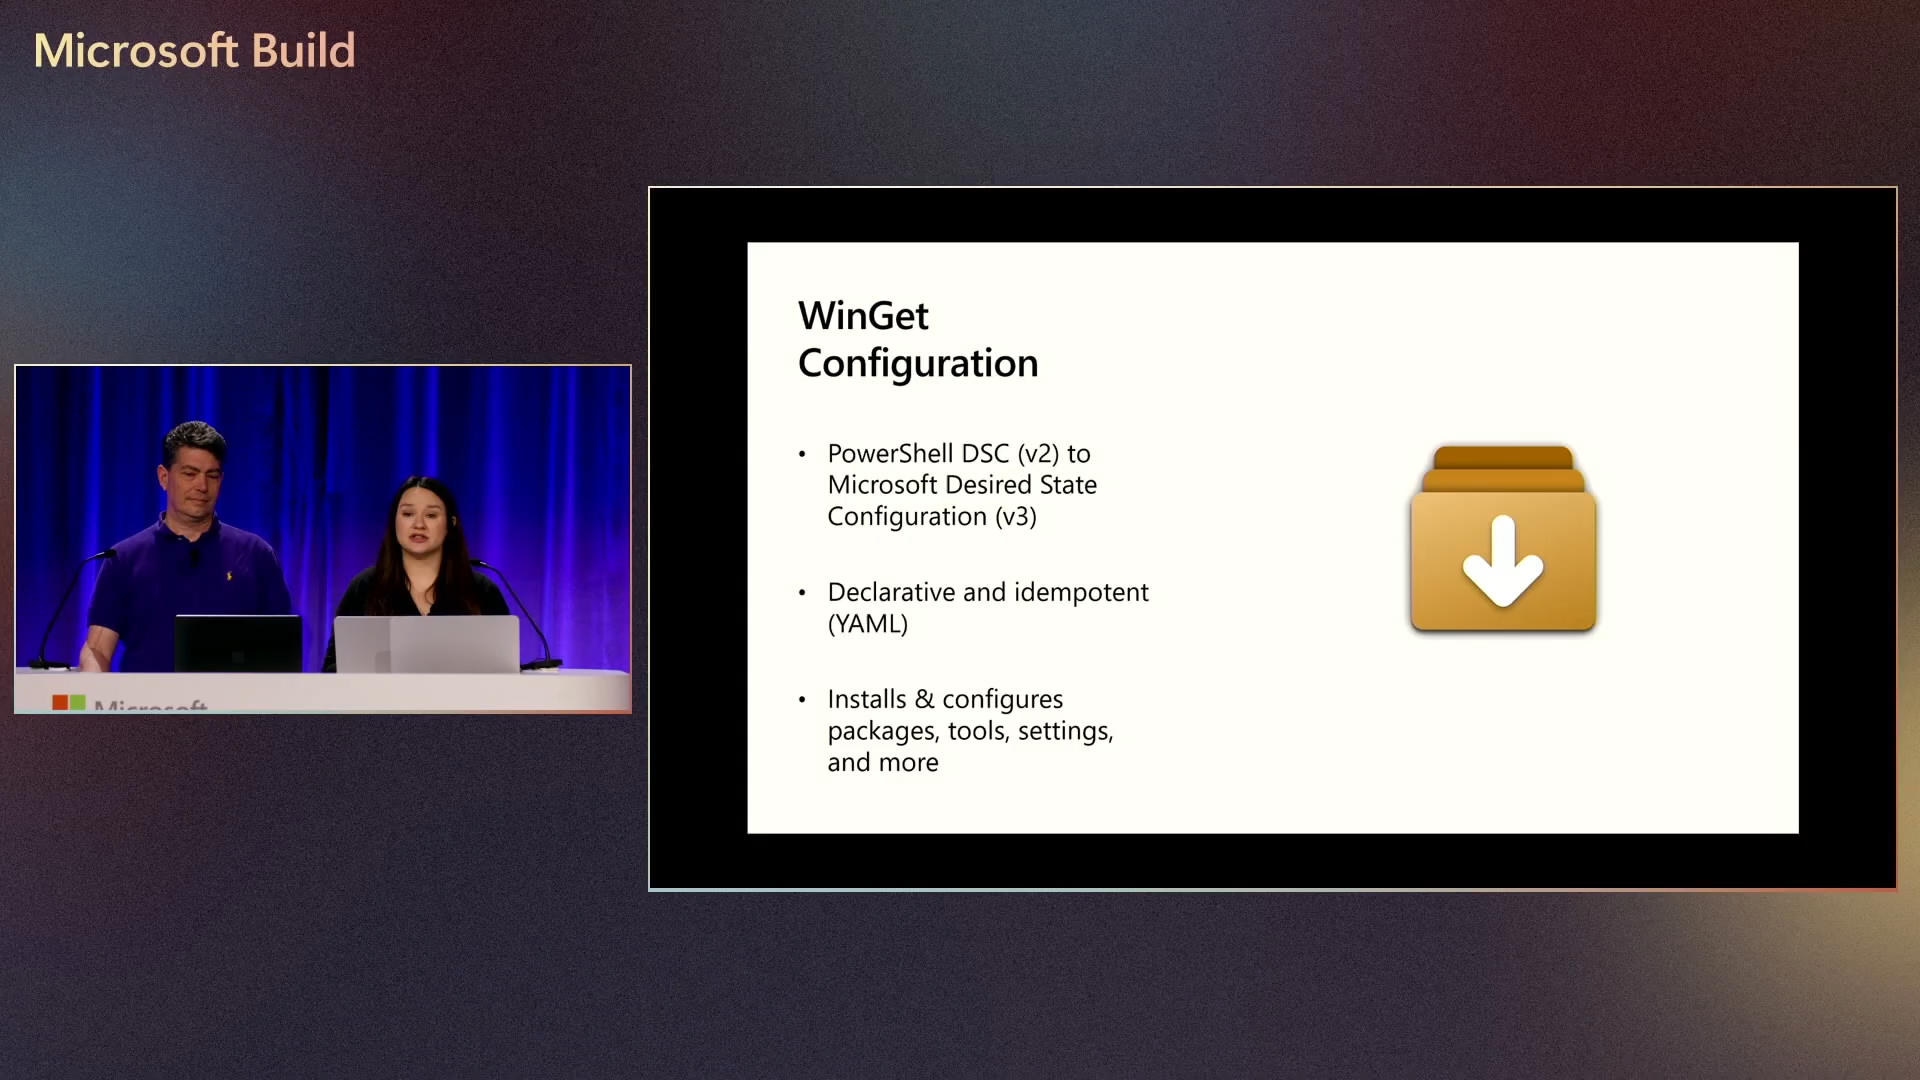 Microsoft Build
WinGet
Configuration
• PowerShell DSC (v2) to
Microsoft Desired State
Configuration (v3)
• Declarative and idempotent
(YAML)
• Installs & configures
packages, tools, settings,
and more
Microsoft